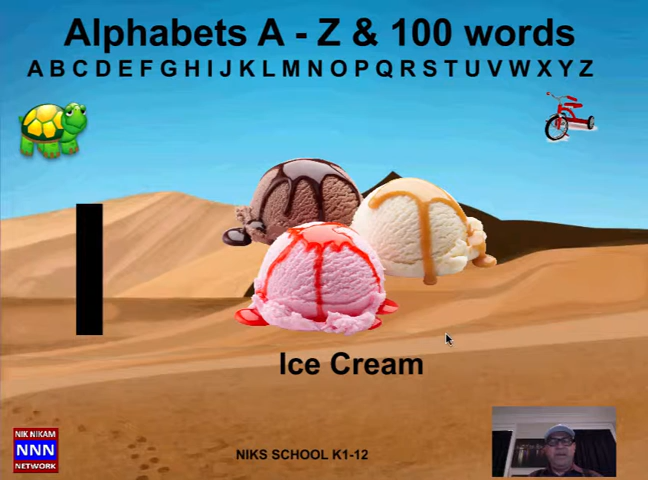 Alphabets A - Z & 100 words
A B C D E F G H I J K L M N O P Q R S T U V W X Y Z
I
Ice Cream
NIK NIKAM
NNN
NETWORK
NIKS SCHOOL K1-12